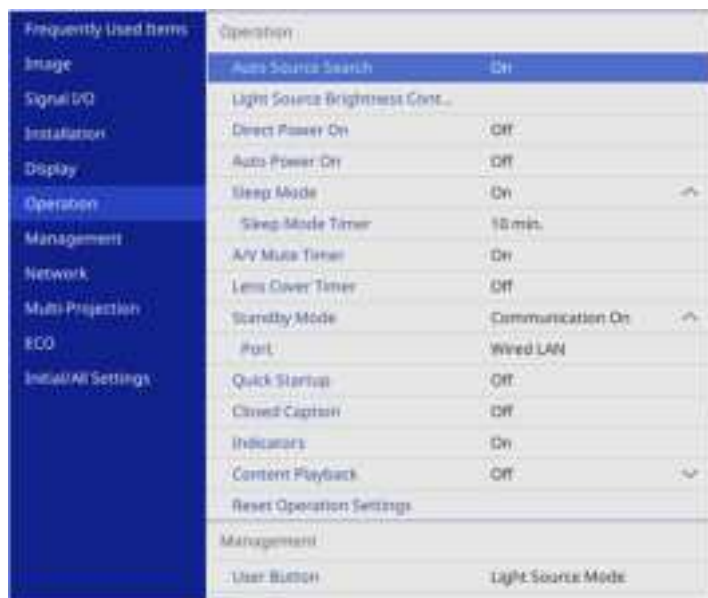 Frequently Used Items
Image
Signal I/O
Installation
Display
Operation
Management
Network
Multi-Projection
ECO
Initial/All Settings
Operation
Auto Source Search On
Light Source Brightness Cont...
Direct Power On Off
Auto Power On Off
Sleep Mode On
Sleep Mode Timer 10 min.
A/V Mute Timer On
Lens Cover Timer Off
Standby Mode Communication On
Port Wired LAN
Quick Startup Off
Closed Caption Off
Indicators On
Content Playback Off
Reset Operation Settings
Management
User Button Light Source Mode